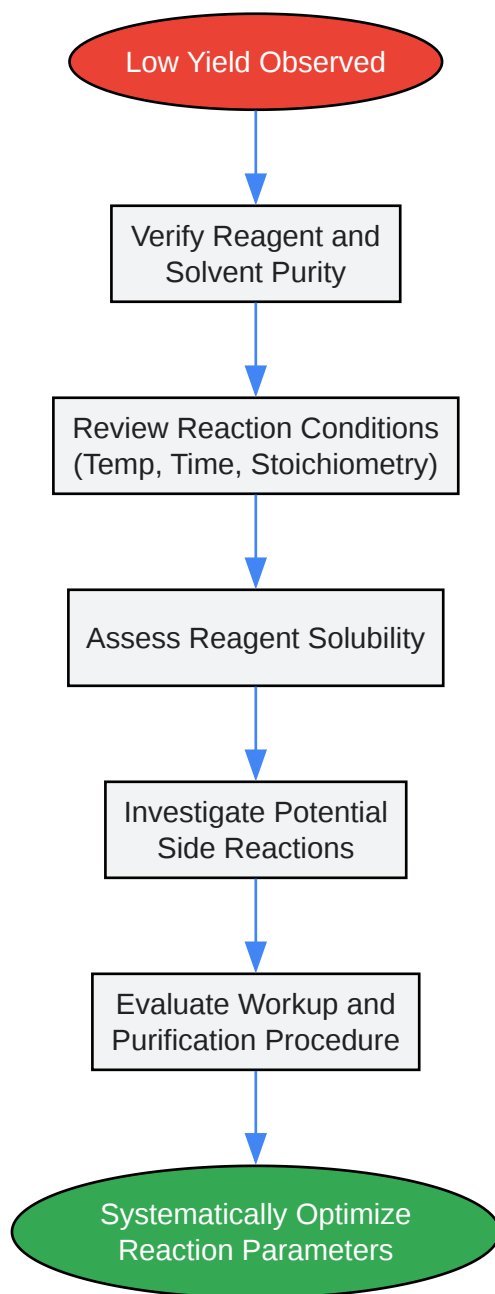 Low Yield Observed
Verify Reagent and
Solvent Purity
Review Reaction Conditions
(Temp, Time, Stoichiometry)
Assess Reagent Solubility
Investigate Potential
Side Reactions
Evaluate Workup and
Purification Procedure
Systematically Optimize
Reaction Parameters